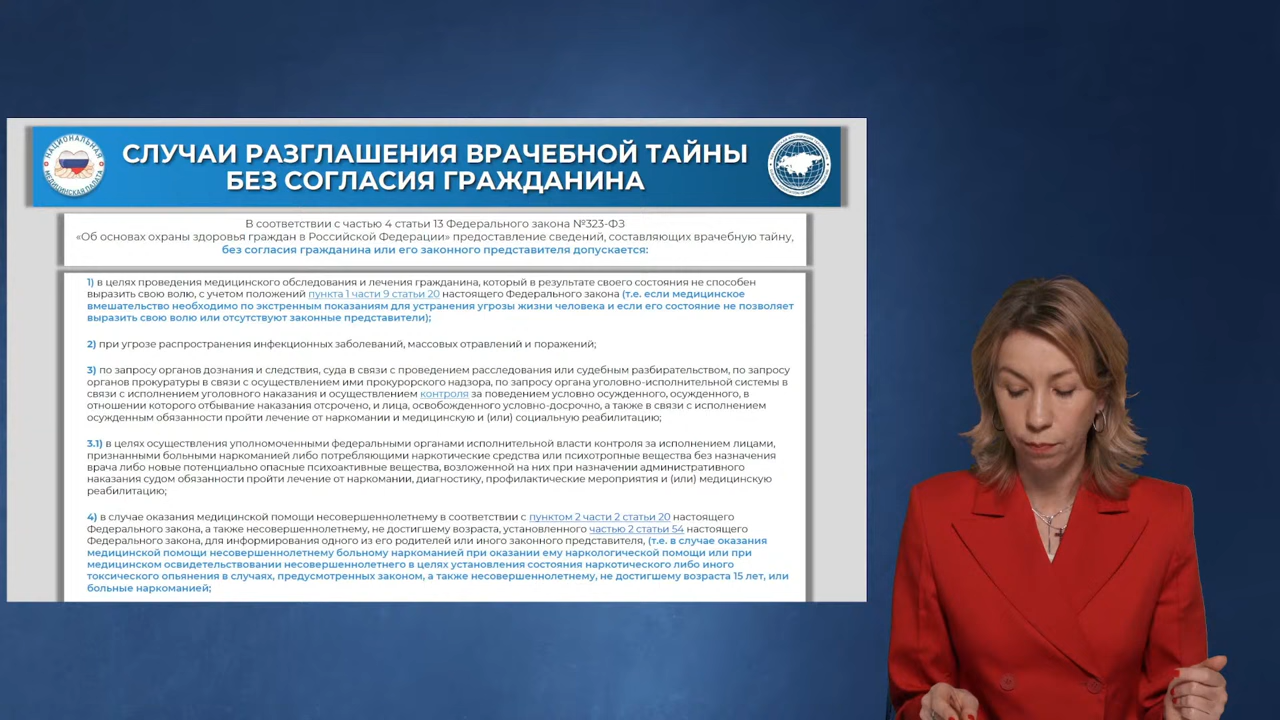 НАЦИОНАЛЬНАЯ
МЕДИЦИНСКАЯ ПАЛАТА
СЛУЧАИ РАЗГЛАШЕНИЯ ВРАЧЕБНОЙ ТАЙНЫ
БЕЗ СОГЛАСИЯ ГРАЖДАНИНА
В соответствии с частью 4 статьи 13 Федерального закона №323-ФЗ
«Об основах охраны здоровья граждан в Российской Федерации» предоставление сведений, составляющих врачебную тайну,
без согласия гражданина или его законного представителя допускается:
1) в целях проведения медицинского обследования и лечения гражданина, который в результате своего состояния не способен
выразить свою волю, с учетом положений пункта 1 части 9 статьи 20 настоящего Федерального закона (т.е. если медицинское
вмешательство необходимо по экстренным показаниям для устранения угрозы жизни человека и если его состояние не позволяет
выразить свою волю или отсутствуют законные представители);
2) при угрозе распространения инфекционных заболеваний, массовых отравлений и поражений;
3) по запросу органов дознания и следствия, суда в связи с проведением расследования или судебным разбирательством, по запросу
органов прокуратуры в связи с осуществлением ими прокурорского надзора, по запросу органа уголовно-исполнительной системы в
связи с исполнением уголовного наказания и осуществлением контроля за поведением условно осужденного, осужденного, в
отношении которого отбывание наказания отсрочено, и лица, освобожденного условно-досрочно, а также в связи с исполнением
осужденным обязанности пройти лечение от наркомании и медицинскую и (или) социальную реабилитацию;
3.1) в целях осуществления уполномоченными федеральными органами исполнительной власти контроля за исполнением лицами,
признанными больными наркоманией либо потребляющими наркотические средства или психотропные вещества без назначения
врача либо новые потенциально опасные психоактивные вещества, возложенной на них при назначении административного
наказания судом обязанности пройти лечение от наркомании, диагностику, профилактические мероприятия и (или) медицинскую
реабилитацию;
4) в случае оказания медицинской помощи несовершеннолетнему в соответствии с пунктом 2 части 2 статьи 20 настоящего
Федерального закона, а также несовершеннолетнему, не достигшему возраста, установленного частью 2 статьи 54 настоящего
Федерального закона, для информирования одного из его родителей или иного законного представителя, (т.е. в случае оказания
медицинской помощи несовершеннолетнему больному наркоманией при оказании ему наркологической помощи или при
медицинском освидетельствовании несовершеннолетнего в целях установления состояния наркотического либо иного
токсического опьянения в случаях, предусмотренных законом, а также несовершеннолетнему, не достигшему возраста 15 лет, или
больные наркоманией;